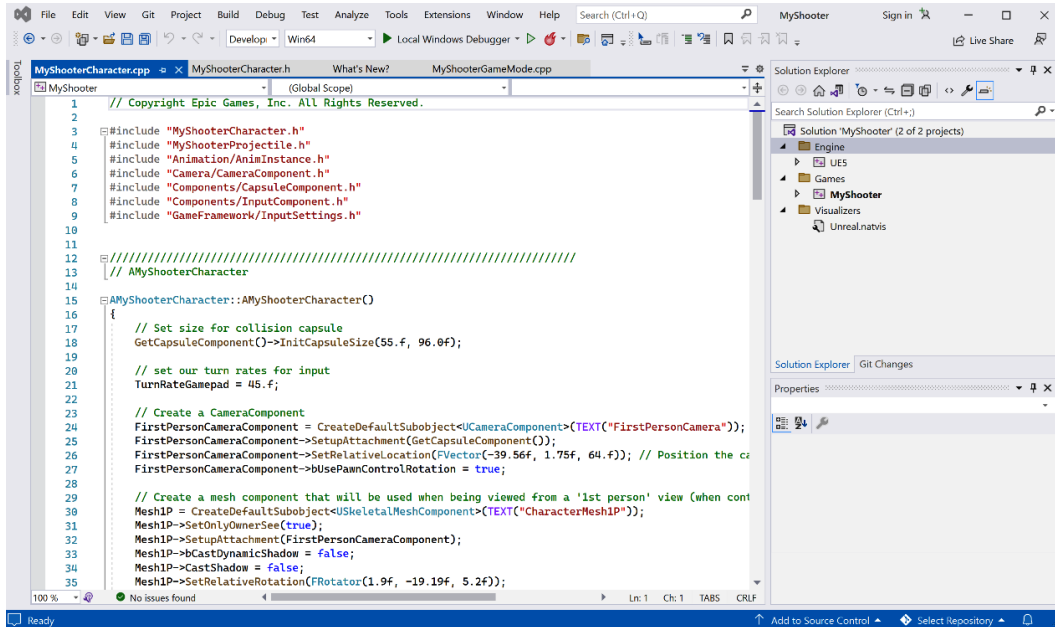 File Edit View Git Project Build Debug Test Analyze Tools Extensions Window Help Search (Ctrl+Q) MyShooter Sign in
Develop Win64 Local Windows Debugger Live Share
Toolbox
MyShooterCharacter.cpp MyShooterCharacter.h What's New? MyShooterGameMode.cpp
MyShooter (Global Scope)
1 // Copyright Epic Games, Inc. All Rights Reserved.
2
3 #include "MyShooterCharacter.h"
4 #include "MyShooterProjectile.h"
5 #include "Animation/AnimInstance.h"
6 #include "Camera/CameraComponent.h"
7 #include "Components/CapsuleComponent.h"
8 #include "Components/InputComponent.h"
9 #include "GameFramework/InputSettings.h"
10
11
12 //////////////////////////////////////////////////////////////////////////
13 // AMyShooterCharacter
14
15 AMyShooterCharacter::AMyShooterCharacter()
16 {
17 // Set size for collision capsule
18 GetCapsuleComponent()->InitCapsuleSize(55.f, 96.0f);
19
20 // set our turn rates for input
21 TurnRateGamepad = 45.f;
22
23 // Create a CameraComponent
24 FirstPersonCameraComponent = CreateDefaultSubobject<UCameraComponent>(TEXT("FirstPersonCamera"));
25 FirstPersonCameraComponent->SetupAttachment(GetCapsuleComponent());
26 FirstPersonCameraComponent->SetRelativeLocation(FVector(-39.56f, 1.75f, 64.f)); // Position the ca
27 FirstPersonCameraComponent->bUsePawnControlRotation = true;
28
29 // Create a mesh component that will be used when being viewed from a '1st person' view (when cont
30 Mesh1P = CreateDefaultSubobject<USkeletalMeshComponent>(TEXT("CharacterMesh1P"));
31 Mesh1P->SetOnlyOwnerSee(true);
32 Mesh1P->SetupAttachment(FirstPersonCameraComponent);
33 Mesh1P->bCastDynamicShadow = false;
34 Mesh1P->CastShadow = false;
35 Mesh1P->SetRelativeRotation(FRotator(1.9f, -19.19f, 5.2f));
100 % No issues found Ln: 1 Ch: 1 TABS CRLF
Solution Explorer
Search Solution Explorer (Ctrl+;)
Solution 'MyShooter' (2 of 2 projects)
Engine
UE5
Games
MyShooter
Visualizers
Unreal.natvis
Solution Explorer Git Changes
Properties
Ready Add to Source Control Select Repository